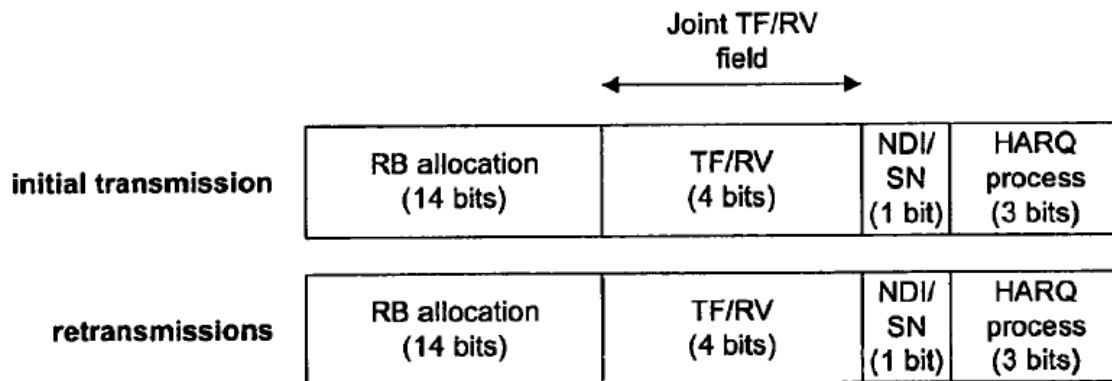 Joint TF/RV
field
initial transmission
RB allocation
(14 bits)
TF/RV
(4 bits)
NDI/
SN
(1 bit)
HARQ
process
(3 bits)
retransmissions
RB allocation
(14 bits)
TF/RV
(4 bits)
NDI/
SN
(1 bit)
HARQ
process
(3 bits)